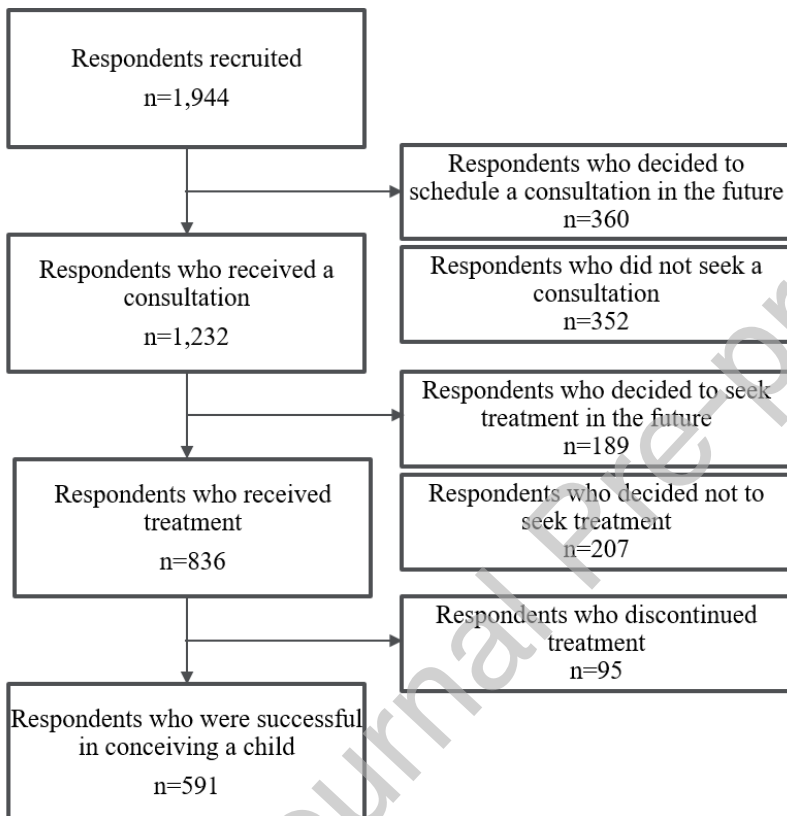 Respondents recruited
n=1,944
Respondents who decided to
schedule a consultation in the future
n=360
Respondents who received a
consultation
n=1,232
Respondents who did not seek a
consultation
n=352
Respondents who decided to seek
treatment in the future
n=189
Respondents who received
treatment
n=836
Respondents who decided not to
seek treatment
n=207
Respondents who discontinued
treatment
n=95
Respondents who were successful
in conceiving a child
n=591
Journal Pre-pr